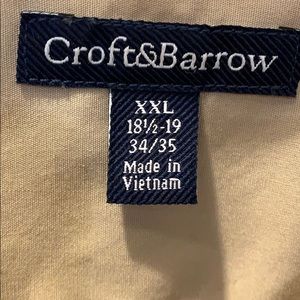 Croft&Barrow
XXL
18½-19
34/35
Made in
Vietnam